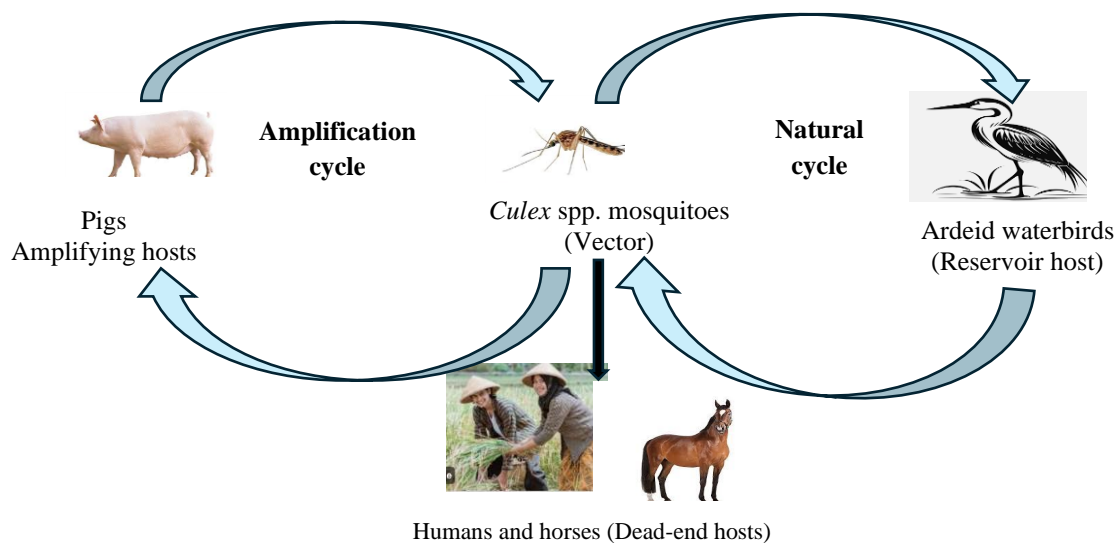 Amplification
cycle
Natural
cycle
Pigs
Amplifying hosts
Culex spp. mosquitoes
(Vector)
Ardeid waterbirds
(Reservoir host)
Humans and horses (Dead-end hosts)